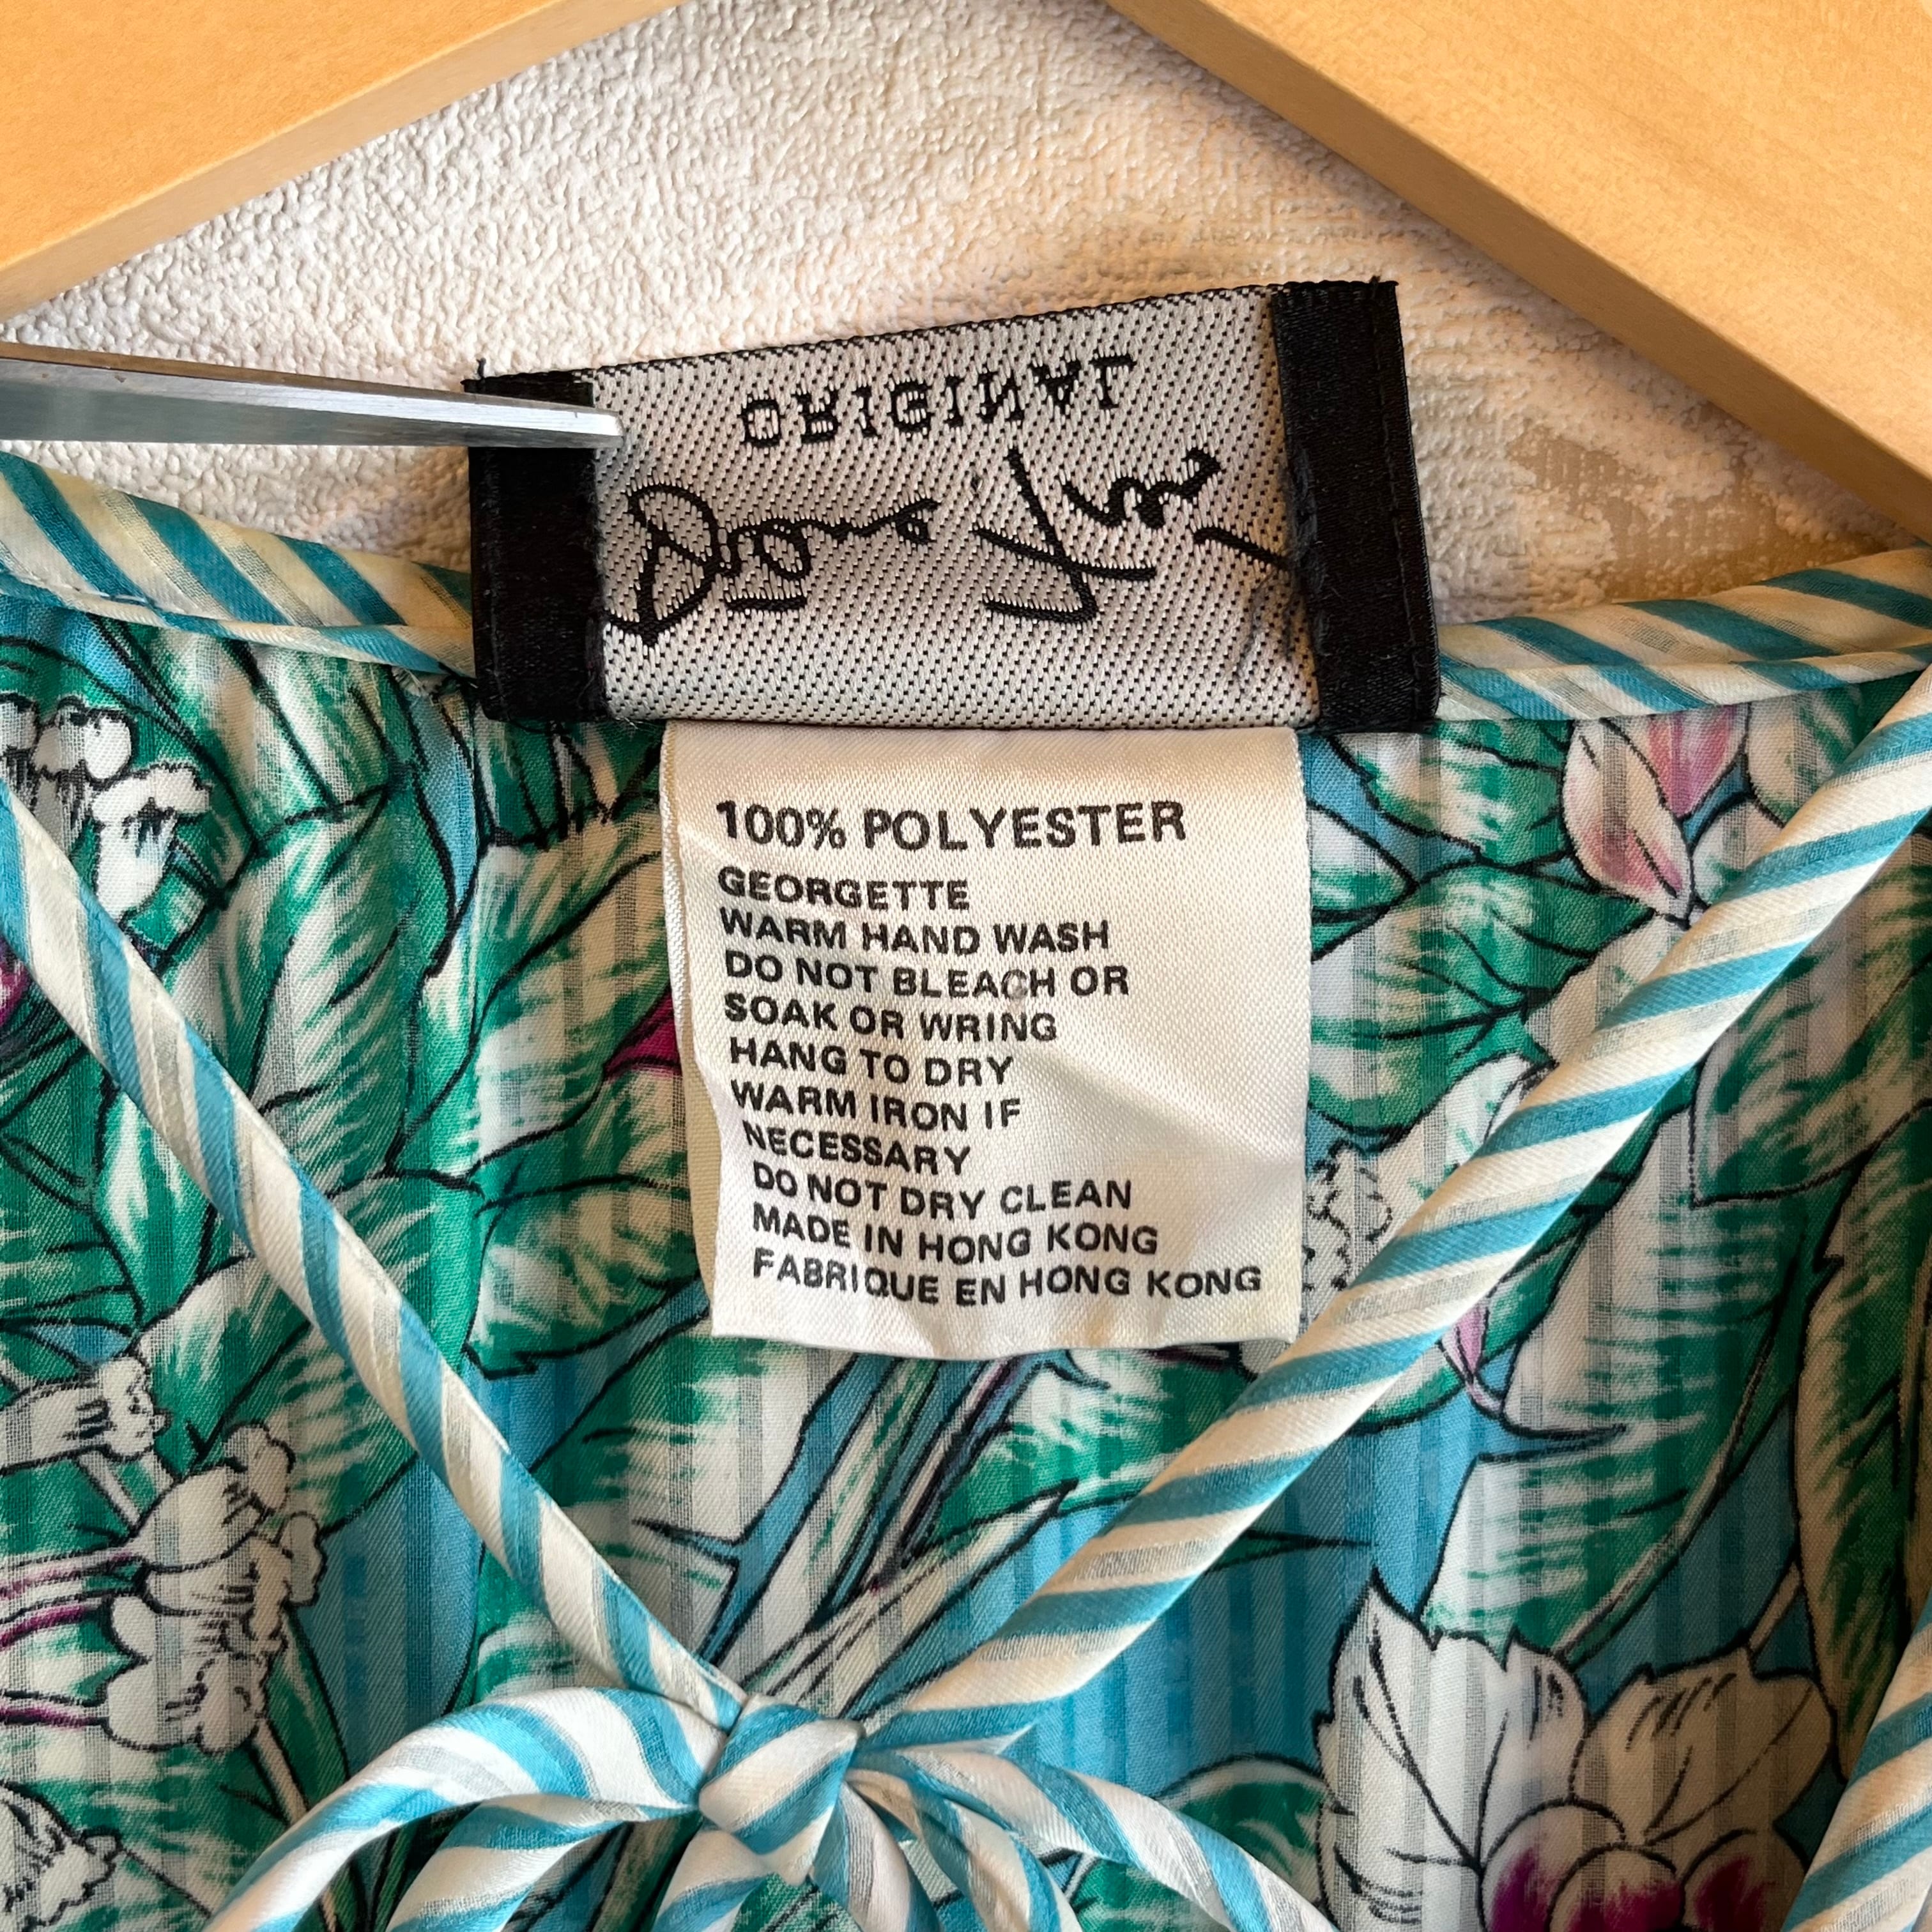 ORIGINAL
100% POLYESTER
GEORGETTE
WARM HAND WASH
DO NOT BLEACH OR
SOAK OR WRING
HANG TO DRY
WARM IRON IF
NECESSARY
DO NOT DRY CLEAN
MADE IN HONG KONG
FABRIQUE EN HONG KONG